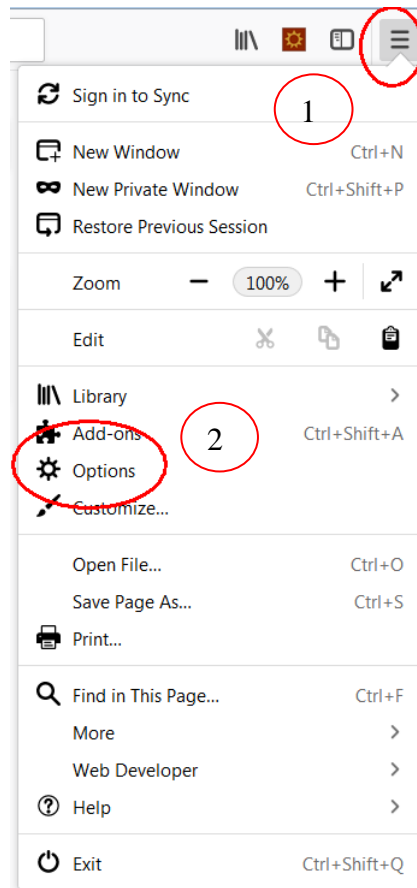 Sign in to Sync
1
New Window Ctrl+N
New Private Window Ctrl+Shift+P
Restore Previous Session
Zoom 100%
Edit
Library
Add-ons Ctrl+Shift+A
2
Options
Customize...
Open File... Ctrl+O
Save Page As... Ctrl+S
Print...
Find in This Page... Ctrl+F
More
Web Developer
Help
Exit Ctrl+Shift+Q